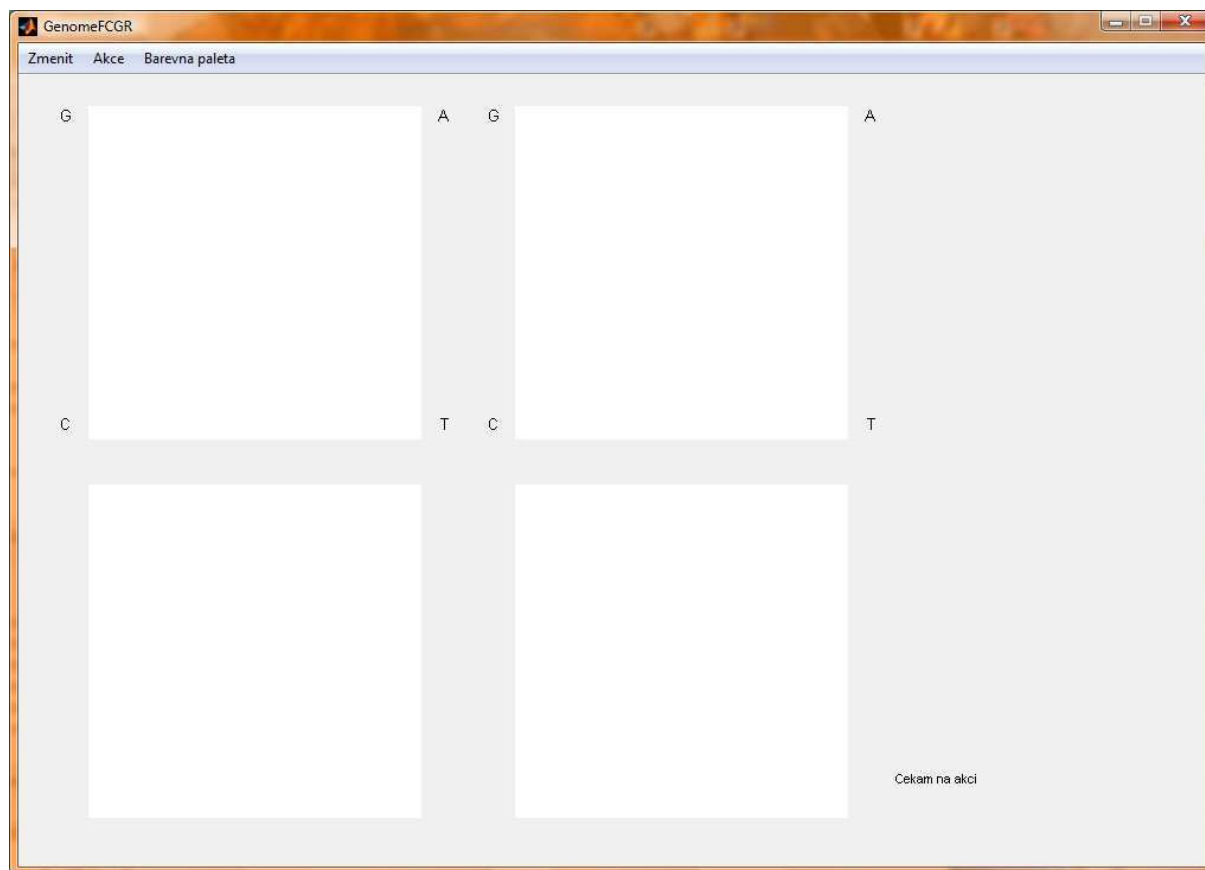 GenomeFCGR
Zmenit Akce Barevna paleta
G A G A
C T C T
Cekam na akci